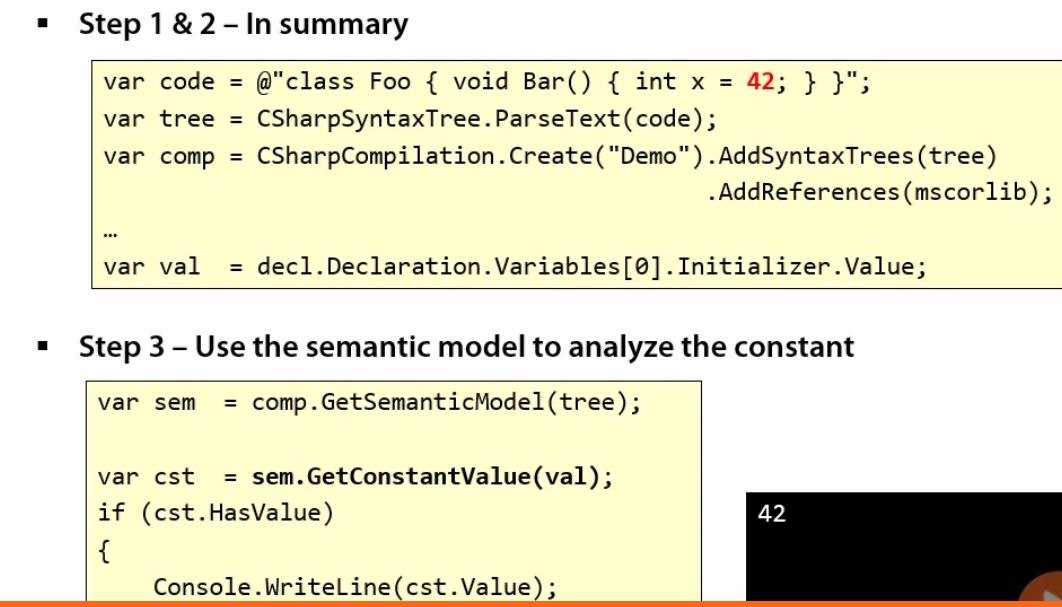 ▪ Step 1 & 2 – In summary
var code = @"class Foo { void Bar() { int x = 42; } }";
var tree = CSharpSyntaxTree.ParseText(code);
var comp = CSharpCompilation.Create("Demo").AddSyntaxTrees(tree)
.AddReferences(mscorlib);
…
var val  = decl.Declaration.Variables[0].Initializer.Value;
▪ Step 3 – Use the semantic model to analyze the constant
var sem  = comp.GetSemanticModel(tree);
var cst  = sem.GetConstantValue(val);
if (cst.HasValue)
{
Console.WriteLine(cst.Value);
42